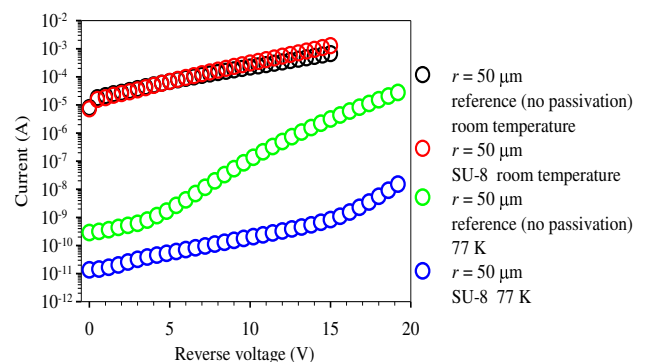 10⁻²
10⁻³
10⁻⁴
10⁻⁵
10⁻⁶
10⁻⁷
10⁻⁸
10⁻⁹
10⁻¹⁰
10⁻¹¹
10⁻¹²
Current (A)
0 5 10 15 20
Reverse voltage (V)
r = 50 µm
reference (no passivation)
room temperature
r = 50 µm
SU-8 room temperature
r = 50 µm
reference (no passivation)
77 K
r = 50 µm
SU-8 77 K